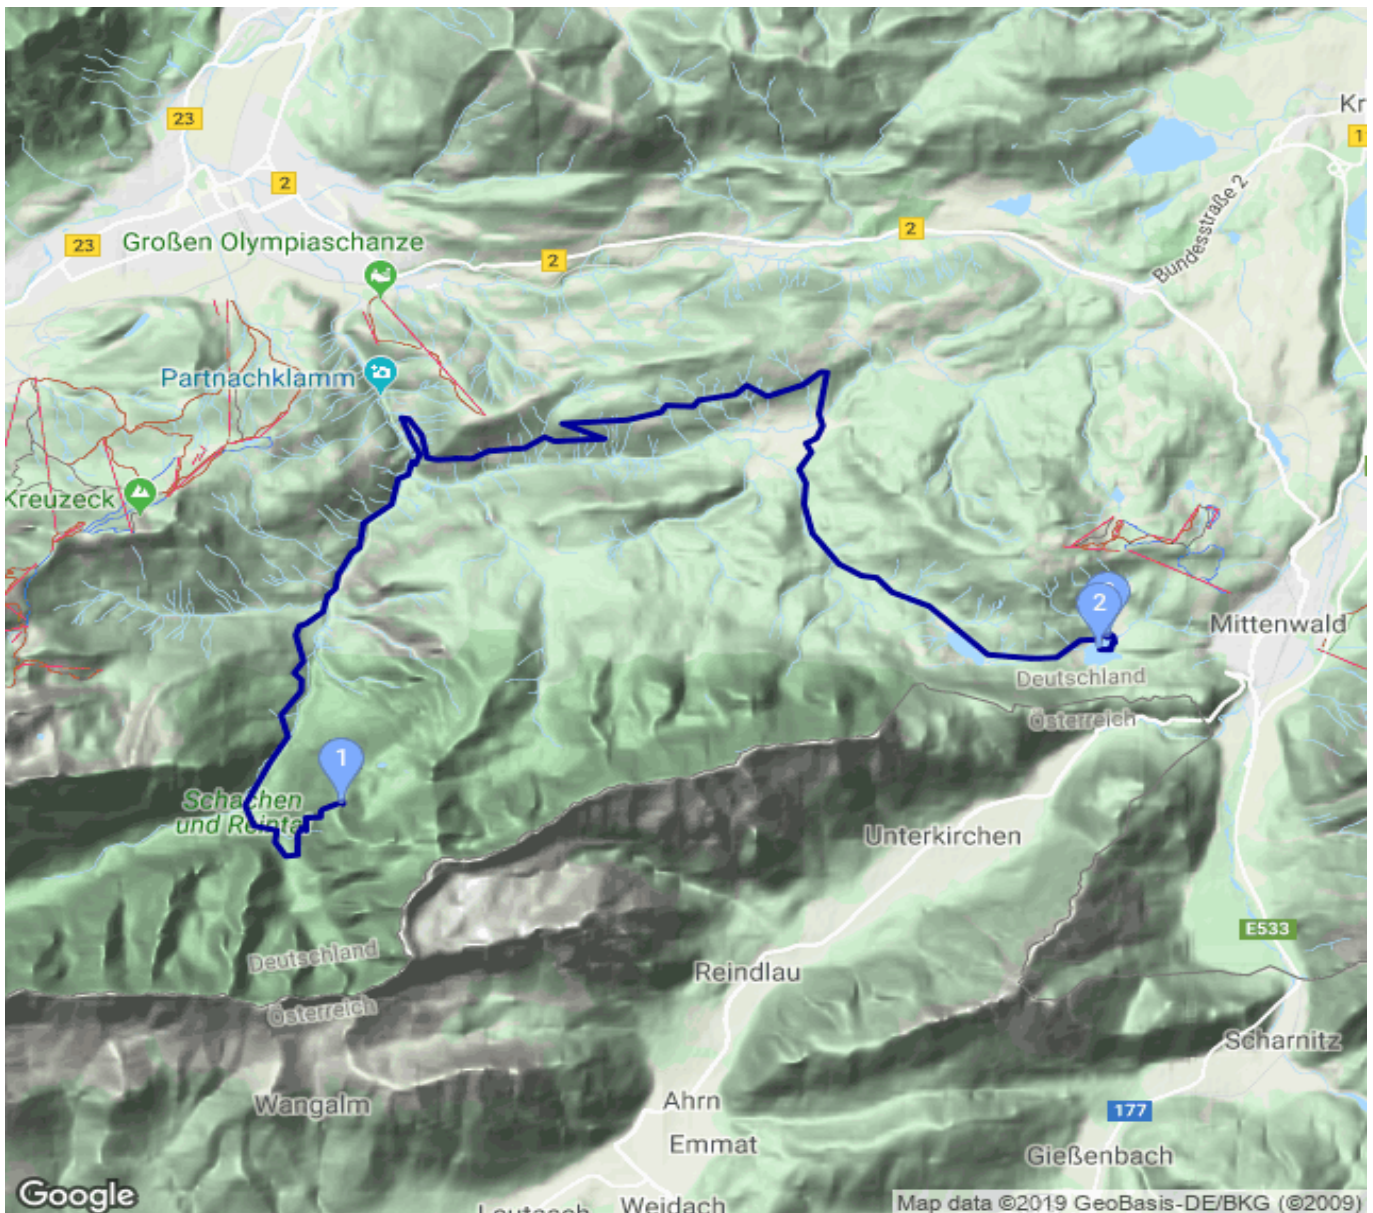 Kr
23
1
2
Bundesstraße 2
2
23
Großen Olympiaschanze
2
Partnachklamm
Kreuzeck
2
Mittenwald
Deutschland
Österreich
1
Schachen
und Reintal
Unterkirchen
E533
Deutschland
Reindlau
Österreich
Scharnitz
Wangalm
Ahrn
177
Emmat
Gießenbach
Google
Weidach
Map data ©2019 GeoBasis-DE/BKG (©2009)